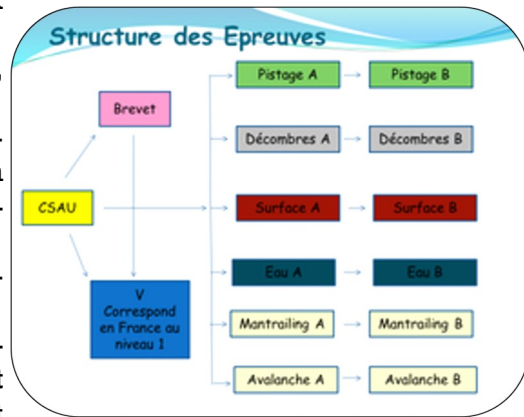 Structure des Epreuves
Pistage A
Pistage B
Brevet
Décombres A
Décombres B
CSAU
Surface A
Surface B
Eau A
Eau B
V
Correspond
en France au
niveau 1
Mantrailing A
Mantrailing B
Avalanche A
Avalanche B